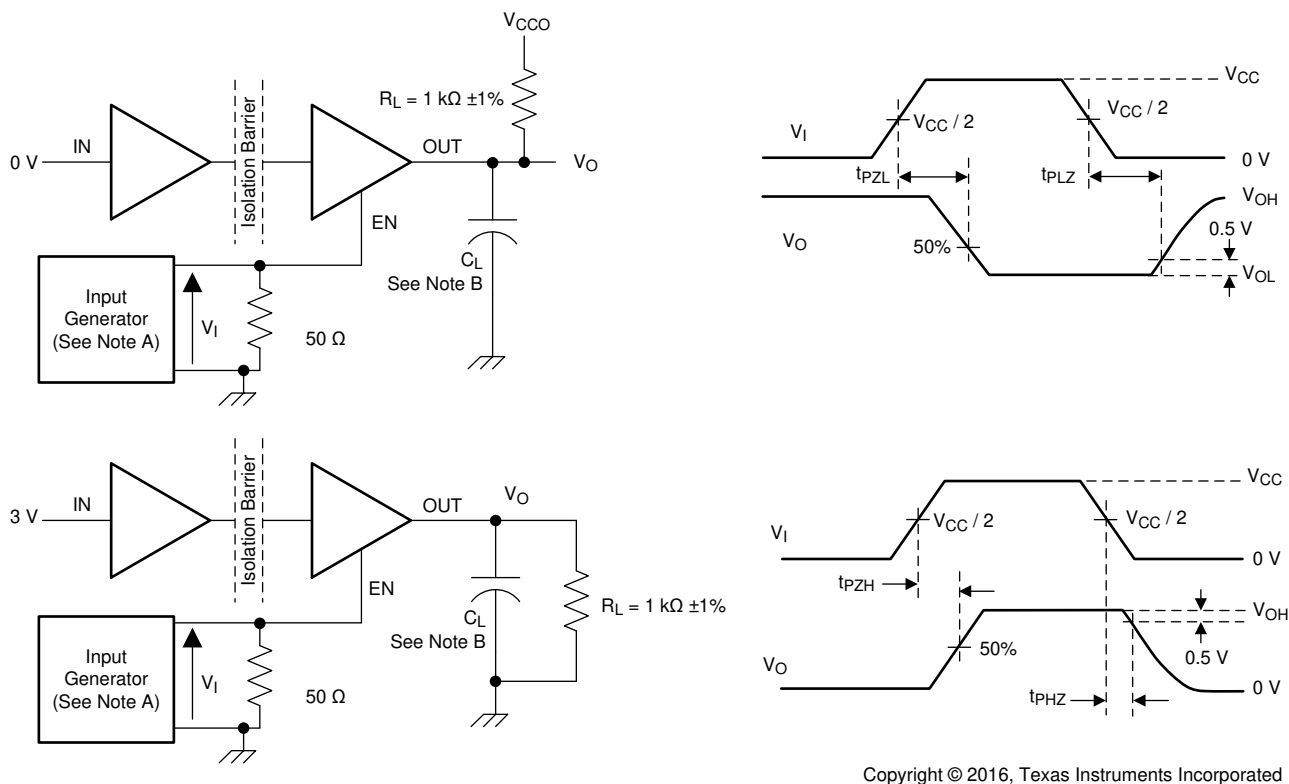 VCCO
RL = 1 kΩ ±1%
0 V
IN
Isolation Barrier
OUT
VO
EN
CL
See Note B
Input
Generator
(See Note A)
VI
50 Ω
VCC
VI
VCC / 2
VCC / 2
0 V
tPZL
tPLZ
VOH
0.5 V
VO
50%
VOL
3 V
IN
Isolation Barrier
OUT
VO
EN
CL
See Note B
RL = 1 kΩ ±1%
Input
Generator
(See Note A)
VI
50 Ω
VCC
VCC / 2
VCC / 2
VI
0 V
tPZH
VOH
50%
0.5 V
VO
0 V
tPHZ
Copyright © 2016, Texas Instruments Incorporated